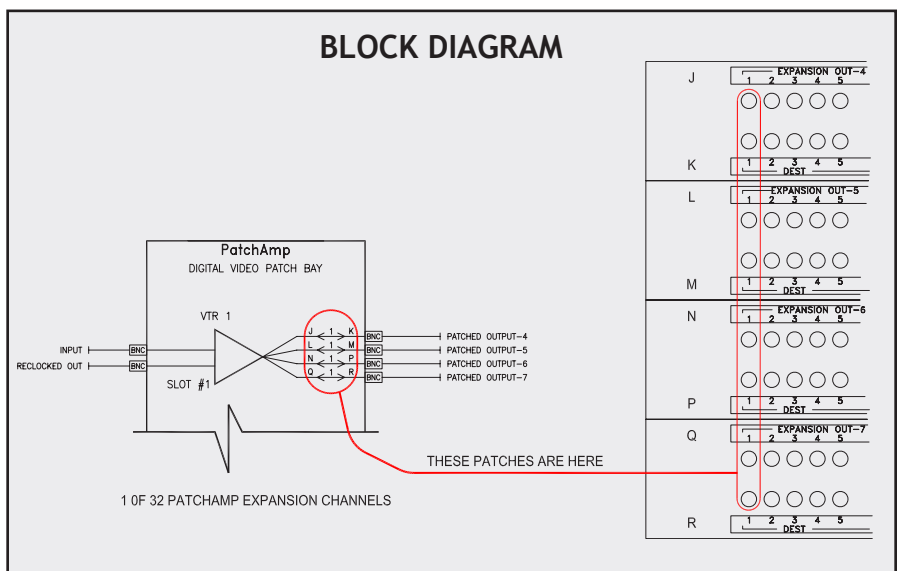 BLOCK DIAGRAM
J
EXPANSION OUT-4
1 2 3 4 5
K
1 2 3 4 5
DEST
L
EXPANSION OUT-5
1 2 3 4 5
M
1 2 3 4 5
DEST
N
EXPANSION OUT-6
1 2 3 4 5
P
1 2 3 4 5
DEST
Q
EXPANSION OUT-7
1 2 3 4 5
R
1 2 3 4 5
DEST
PatchAmp
DIGITAL VIDEO PATCH BAY
VTR 1
J 1 K BNC PATCHED OUTPUT-4
INPUT BNC L 1 M BNC PATCHED OUTPUT-5
RECLOCKED OUT BNC N 1 P BNC PATCHED OUTPUT-6
SLOT #1 Q 1 R BNC PATCHED OUTPUT-7
THESE PATCHES ARE HERE
1 0F 32 PATCHAMP EXPANSION CHANNELS